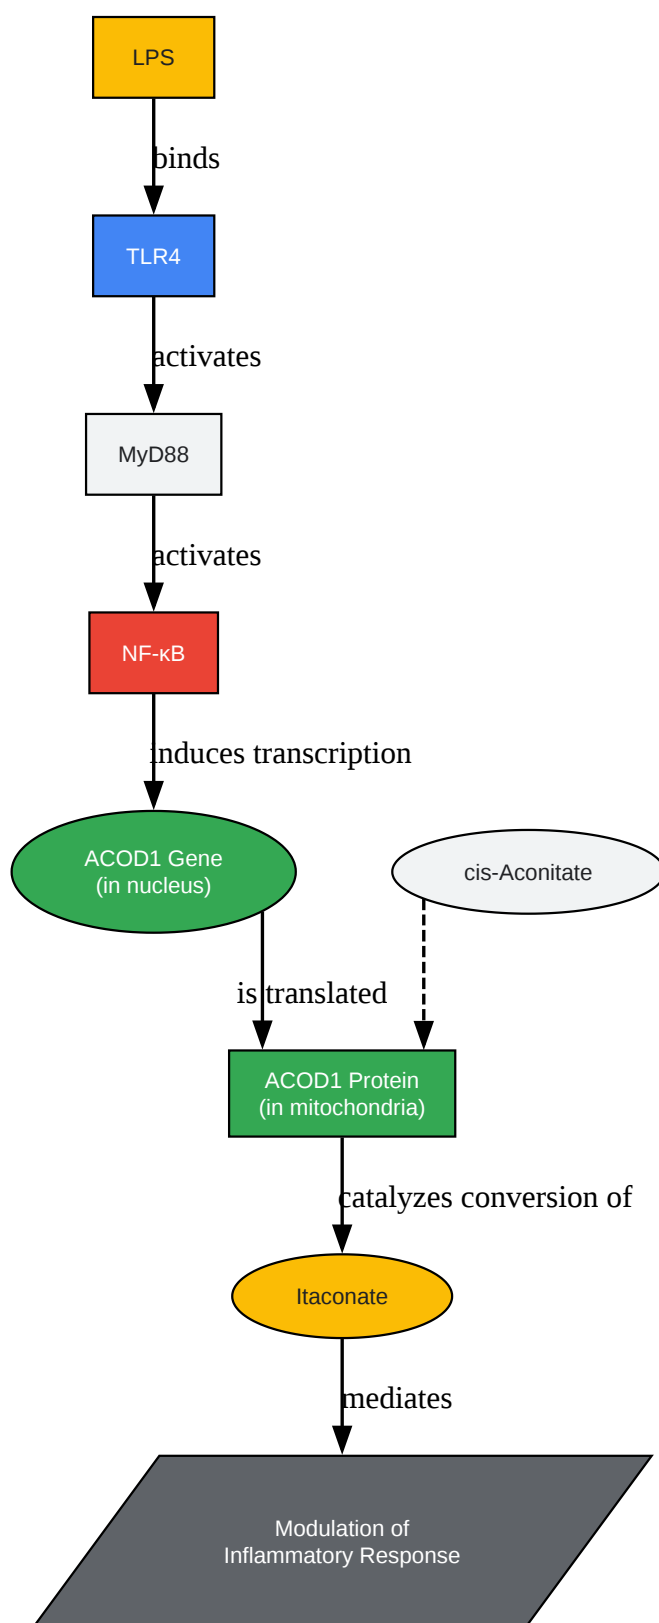 LPS
binds
TLR4
activates
MyD88
activates
NF-κB
induces transcription
ACOD1 Gene
(in nucleus)
cis-Aconitate
is translated
ACOD1 Protein
(in mitochondria)
catalyzes conversion of
Itaconate
mediates
Modulation of
Inflammatory Response